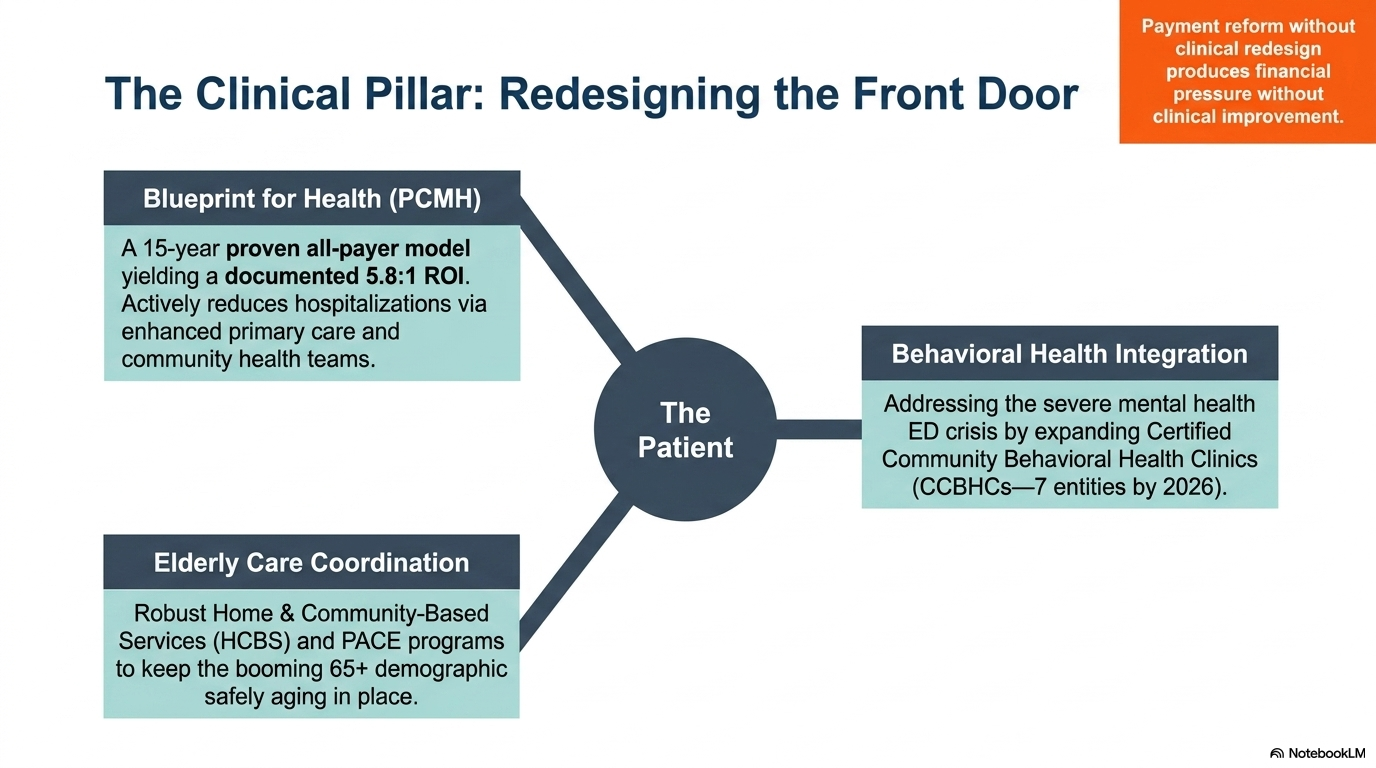 Payment reform without
clinical redesign
produces financial
pressure without
clinical improvement.
The Clinical Pillar: Redesigning the Front Door
Blueprint for Health (PCMH)
A 15-year proven all-payer model
yielding a documented 5.8:1 ROI.
Actively reduces hospitalizations via
enhanced primary care and
community health teams.
The
Patient
Behavioral Health Integration
Addressing the severe mental health
ED crisis by expanding Certified
Community Behavioral Health Clinics
(CCBHCs—7 entities by 2026).
Elderly Care Coordination
Robust Home & Community-Based
Services (HCBS) and PACE programs
to keep the booming 65+ demographic
safely aging in place.
NotebookLM